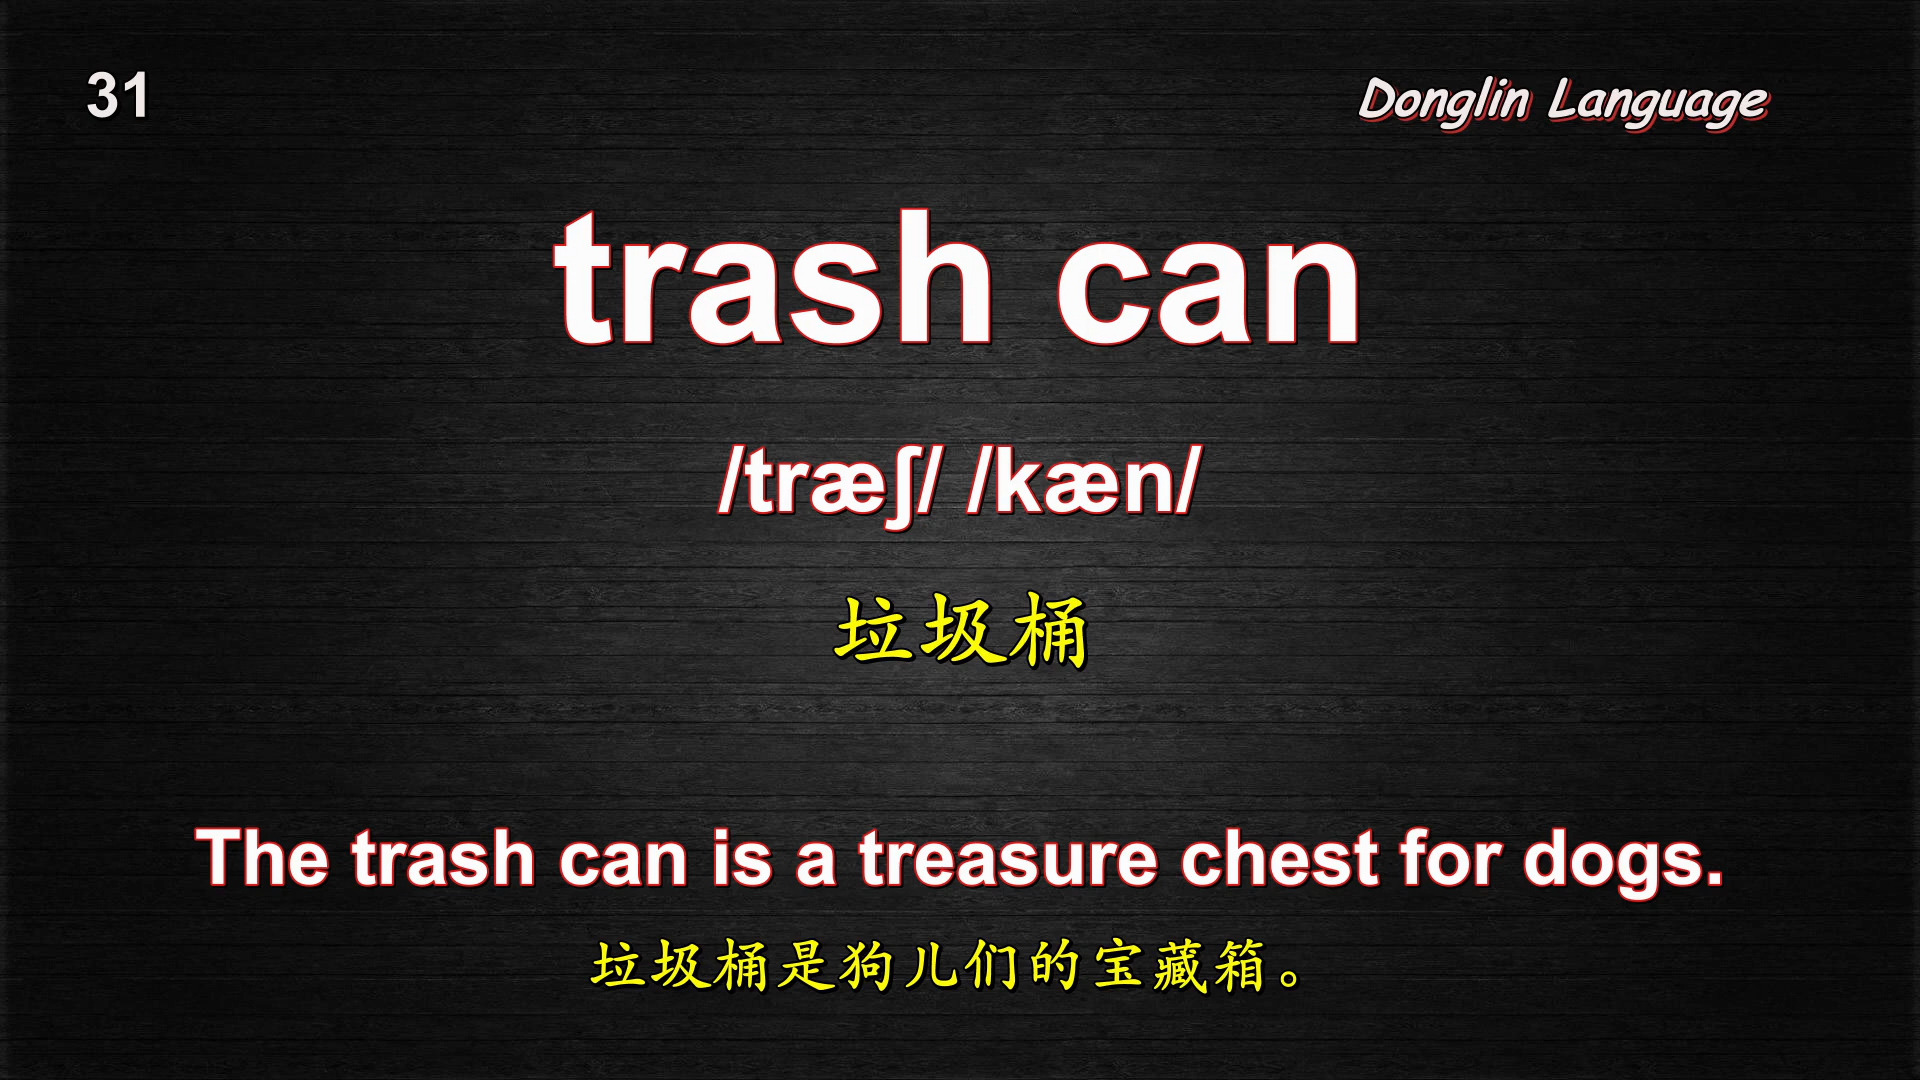 31
Donglin Language
trash can
/træʃ/ /kæn/
垃圾桶
The trash can is a treasure chest for dogs.
垃圾桶是狗儿们的宝藏箱。